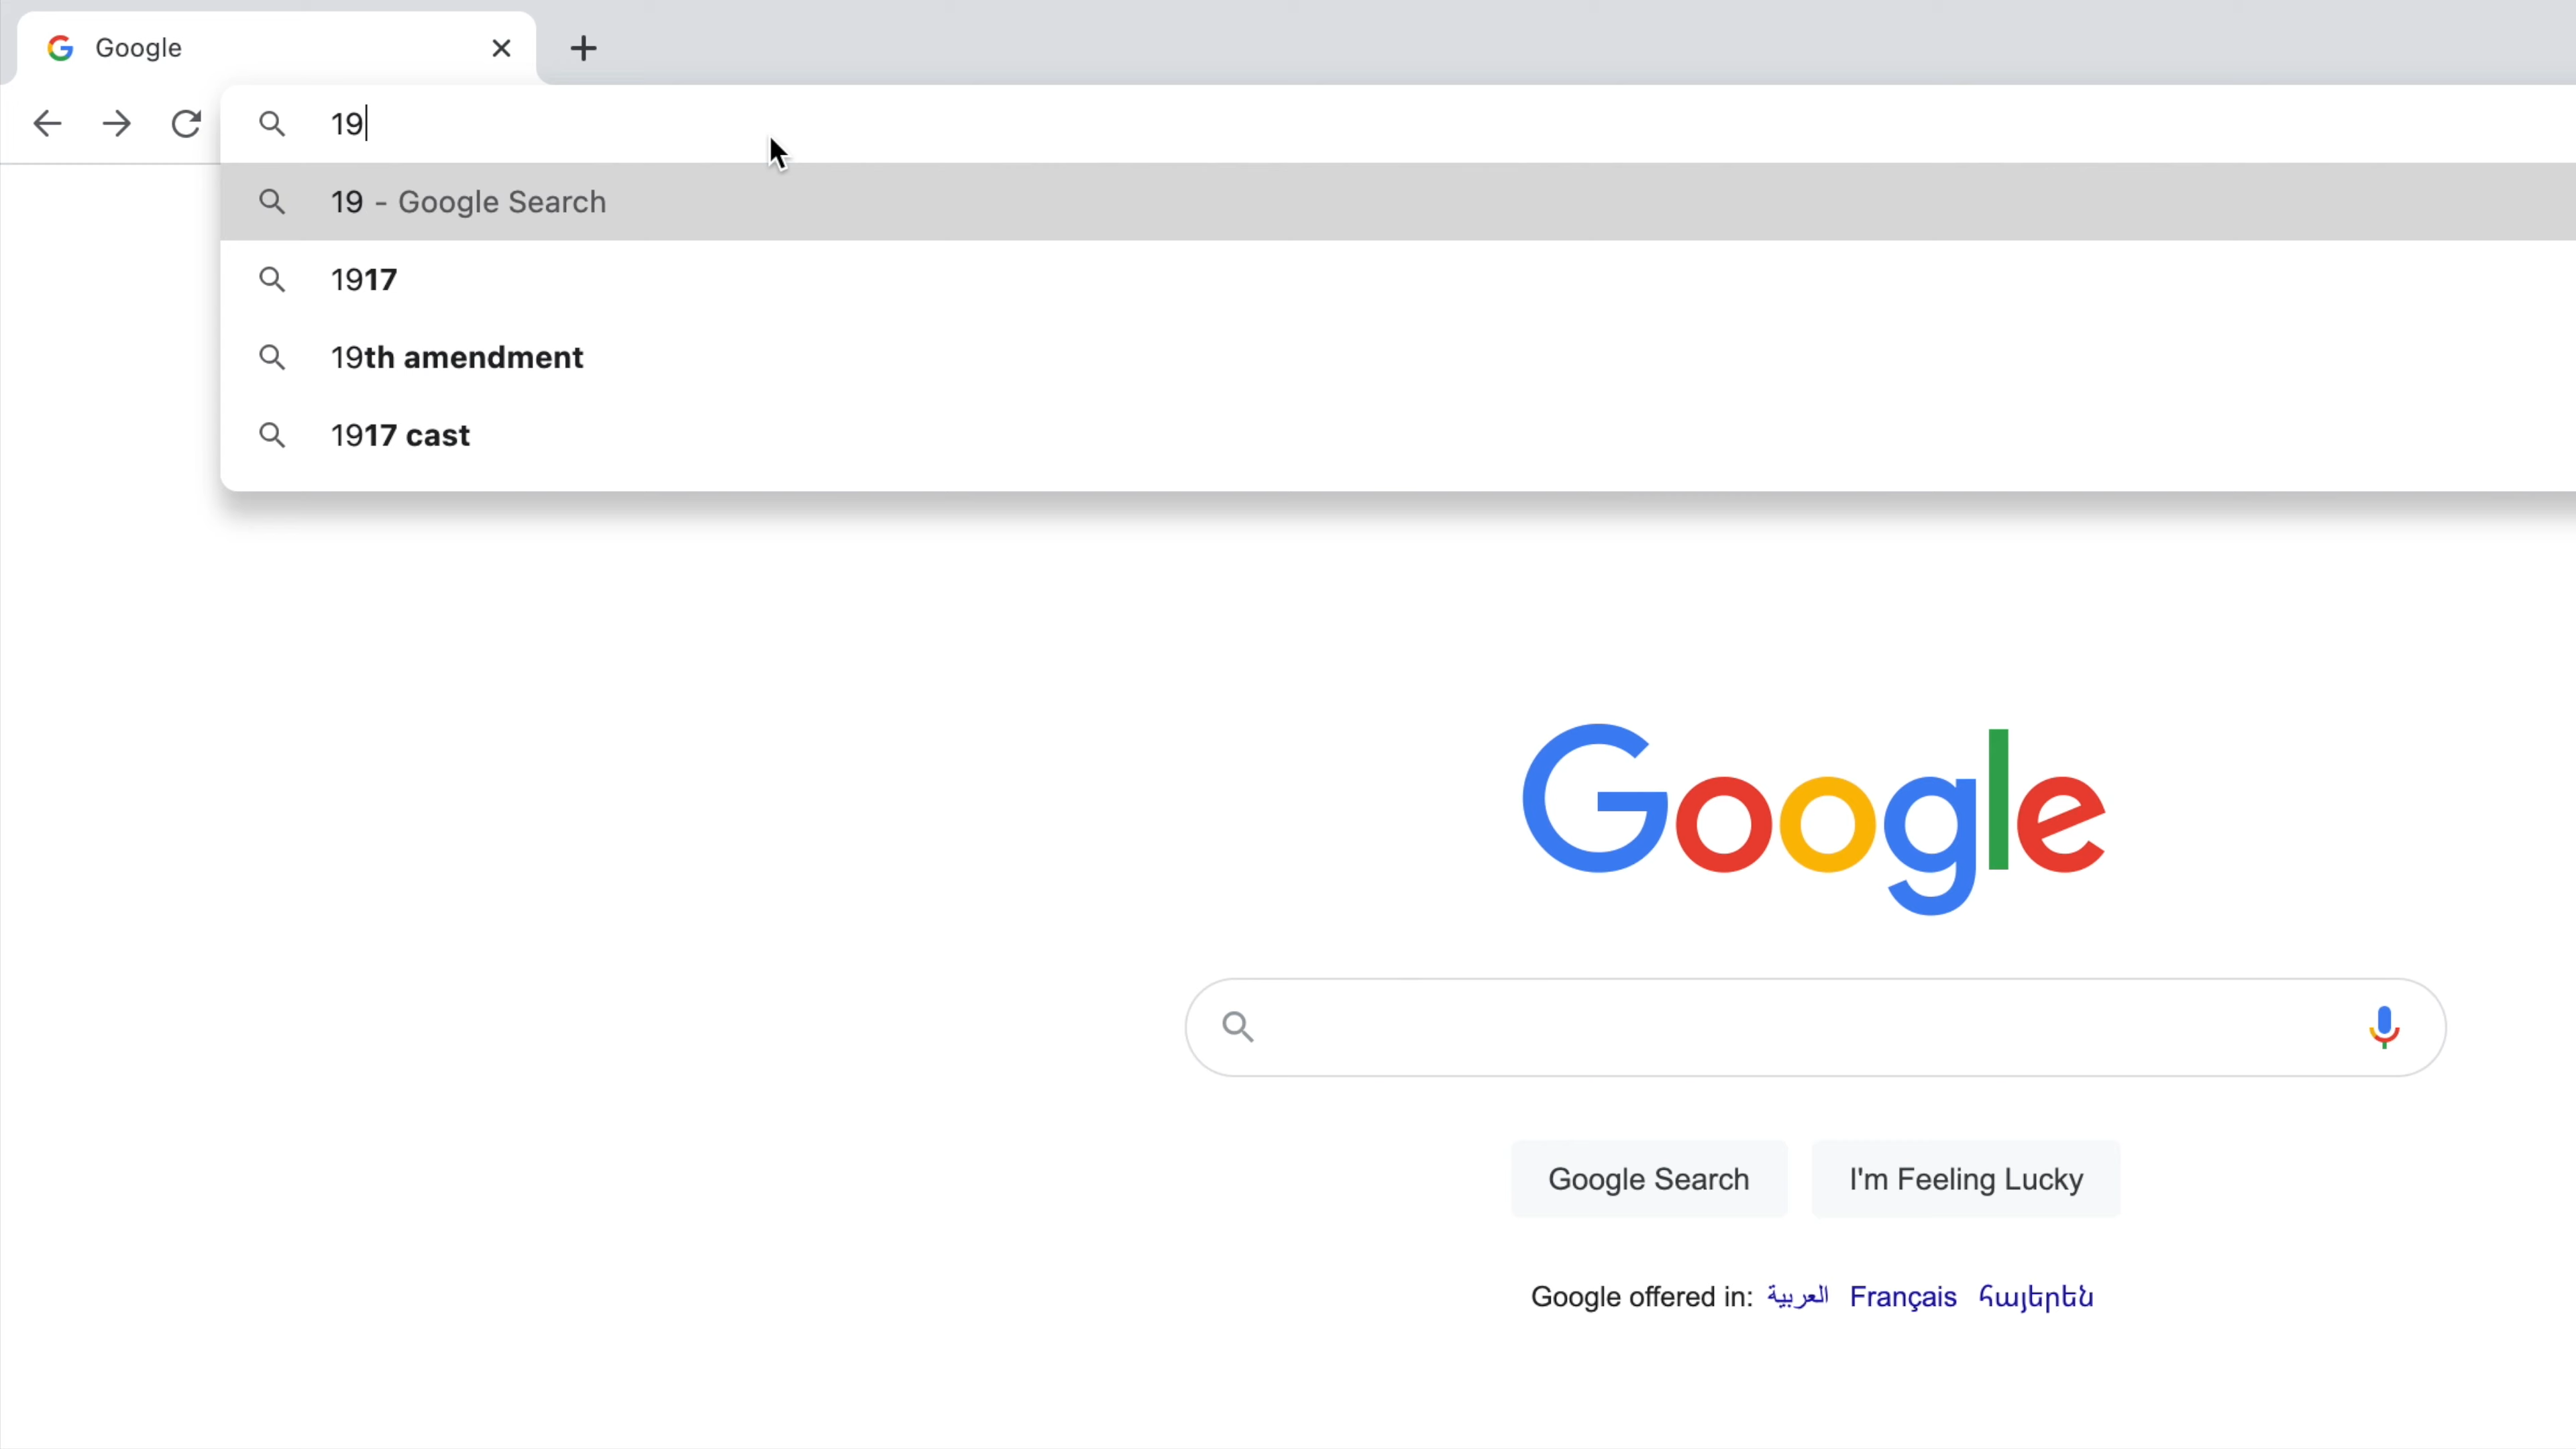 Google
19
19 - Google Search
1917
19th amendment
1917 cast
Google
Google Search
I'm Feeling Lucky
Google offered in: العربية Français հայերեն